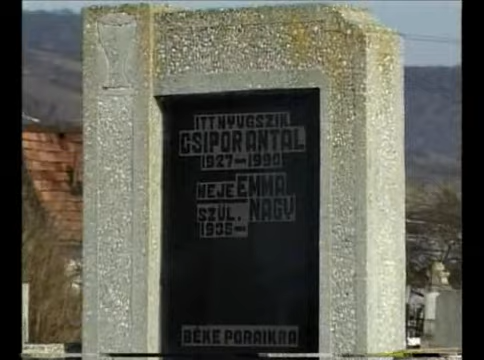 ITT NYUGSZIK
CSIPOR ANTAL
1927-1990
NEJE EMMA
SZÜL. NAGY
1935-
BÉKE PORAIKRA